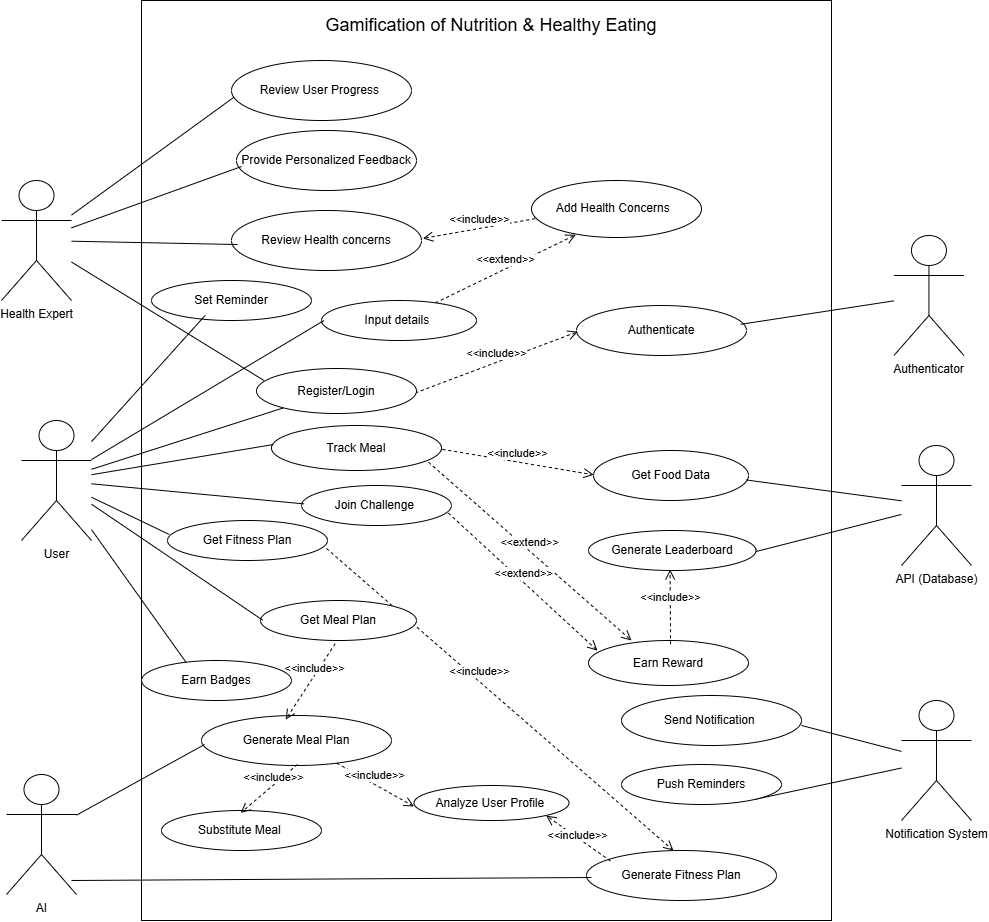 Gamification of Nutrition & Healthy Eating
Review User Progress
Provide Personalized Feedback
Add Health Concerns
<<include>>
Review Health concerns
<<extend>>
Set Reminder
Health Expert
Input details
Authenticate
<<include>>
Authenticator
Register/Login
Track Meal
<<include>>
Get Food Data
Join Challenge
Get Fitness Plan
User
<<extend>>
Generate Leaderboard
<<extend>>
API (Database)
<<include>>
Get Meal Plan
Earn Reward
<<include>>
<<include>>
Earn Badges
Send Notification
Generate Meal Plan
<<include>>
<<include>>
Push Reminders
Analyze User Profile
Substitute Meal
<<include>>
Notification System
Generate Fitness Plan
AI